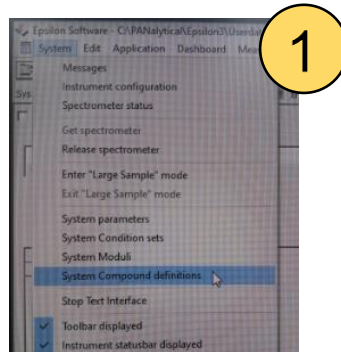 Epsilon Software - C:\PANalytical\Epsilon3\Userdata
1
System Edit Application Dashboard Mea
Sys
Messages
Instrument configuration
Spectrometer status
Get spectrometer
Release spectrometer
Enter "Large Sample" mode
Exit "Large Sample" mode
System parameters
System Condition sets
System Moduli
System Compound definitions
Stop Text Interface
Toolbar displayed
Instrument statusbar displayed